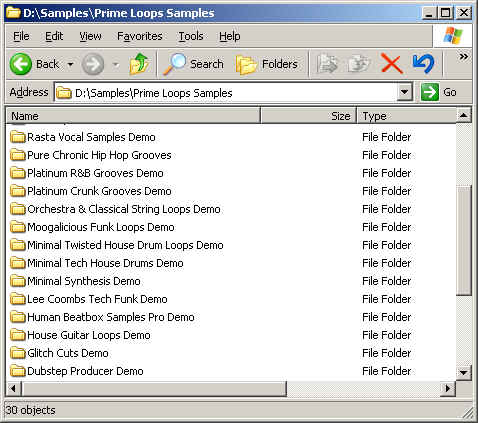 D:\Samples\Prime Loops Samples
File Edit View Favorites Tools Help
Back Search Folders »
Address D:\Samples\Prime Loops Samples Go
Name Size Type
Rasta Vocal Samples Demo File Folder
Pure Chronic Hip Hop Grooves File Folder
Platinum R&B Grooves Demo File Folder
Platinum Crunk Grooves Demo File Folder
Orchestra & Classical String Loops Demo File Folder
Moogalicious Funk Loops Demo File Folder
Minimal Twisted House Drum Loops Demo File Folder
Minimal Tech House Drums Demo File Folder
Minimal Synthesis Demo File Folder
Lee Coombs Tech Funk Demo File Folder
Human Beatbox Samples Pro Demo File Folder
House Guitar Loops Demo File Folder
Glitch Cuts Demo File Folder
Dubstep Producer Demo File Folder
30 objects